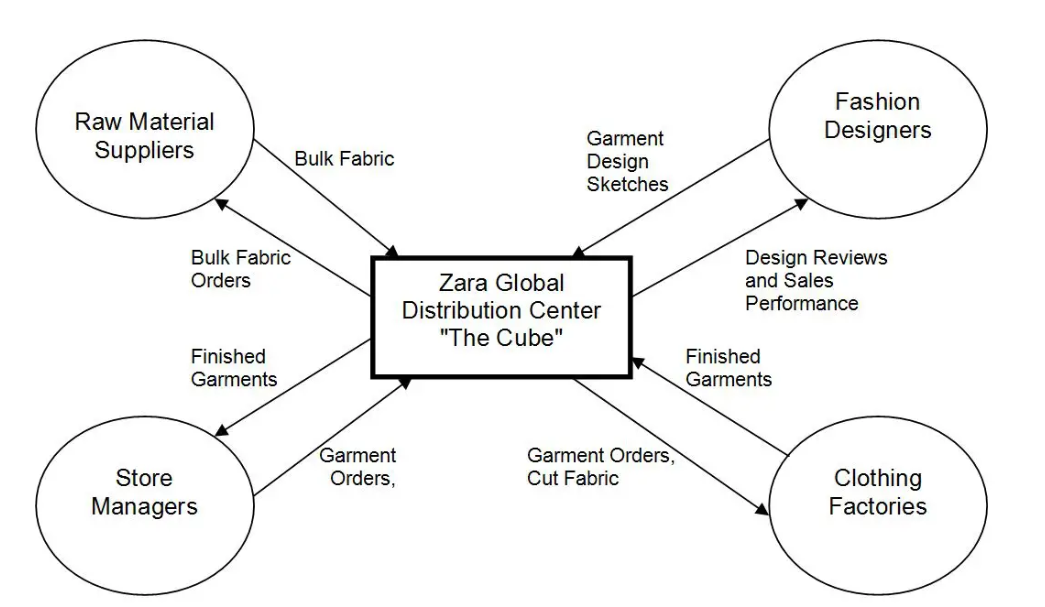 Raw Material
Suppliers
Fashion
Designers
Bulk Fabric
Garment
Design
Sketches
Bulk Fabric
Orders
Zara Global
Distribution Center
"The Cube"
Design Reviews
and Sales
Performance
Finished
Garments
Finished
Garments
Store
Managers
Garment
Orders,
Garment Orders,
Cut Fabric
Clothing
Factories